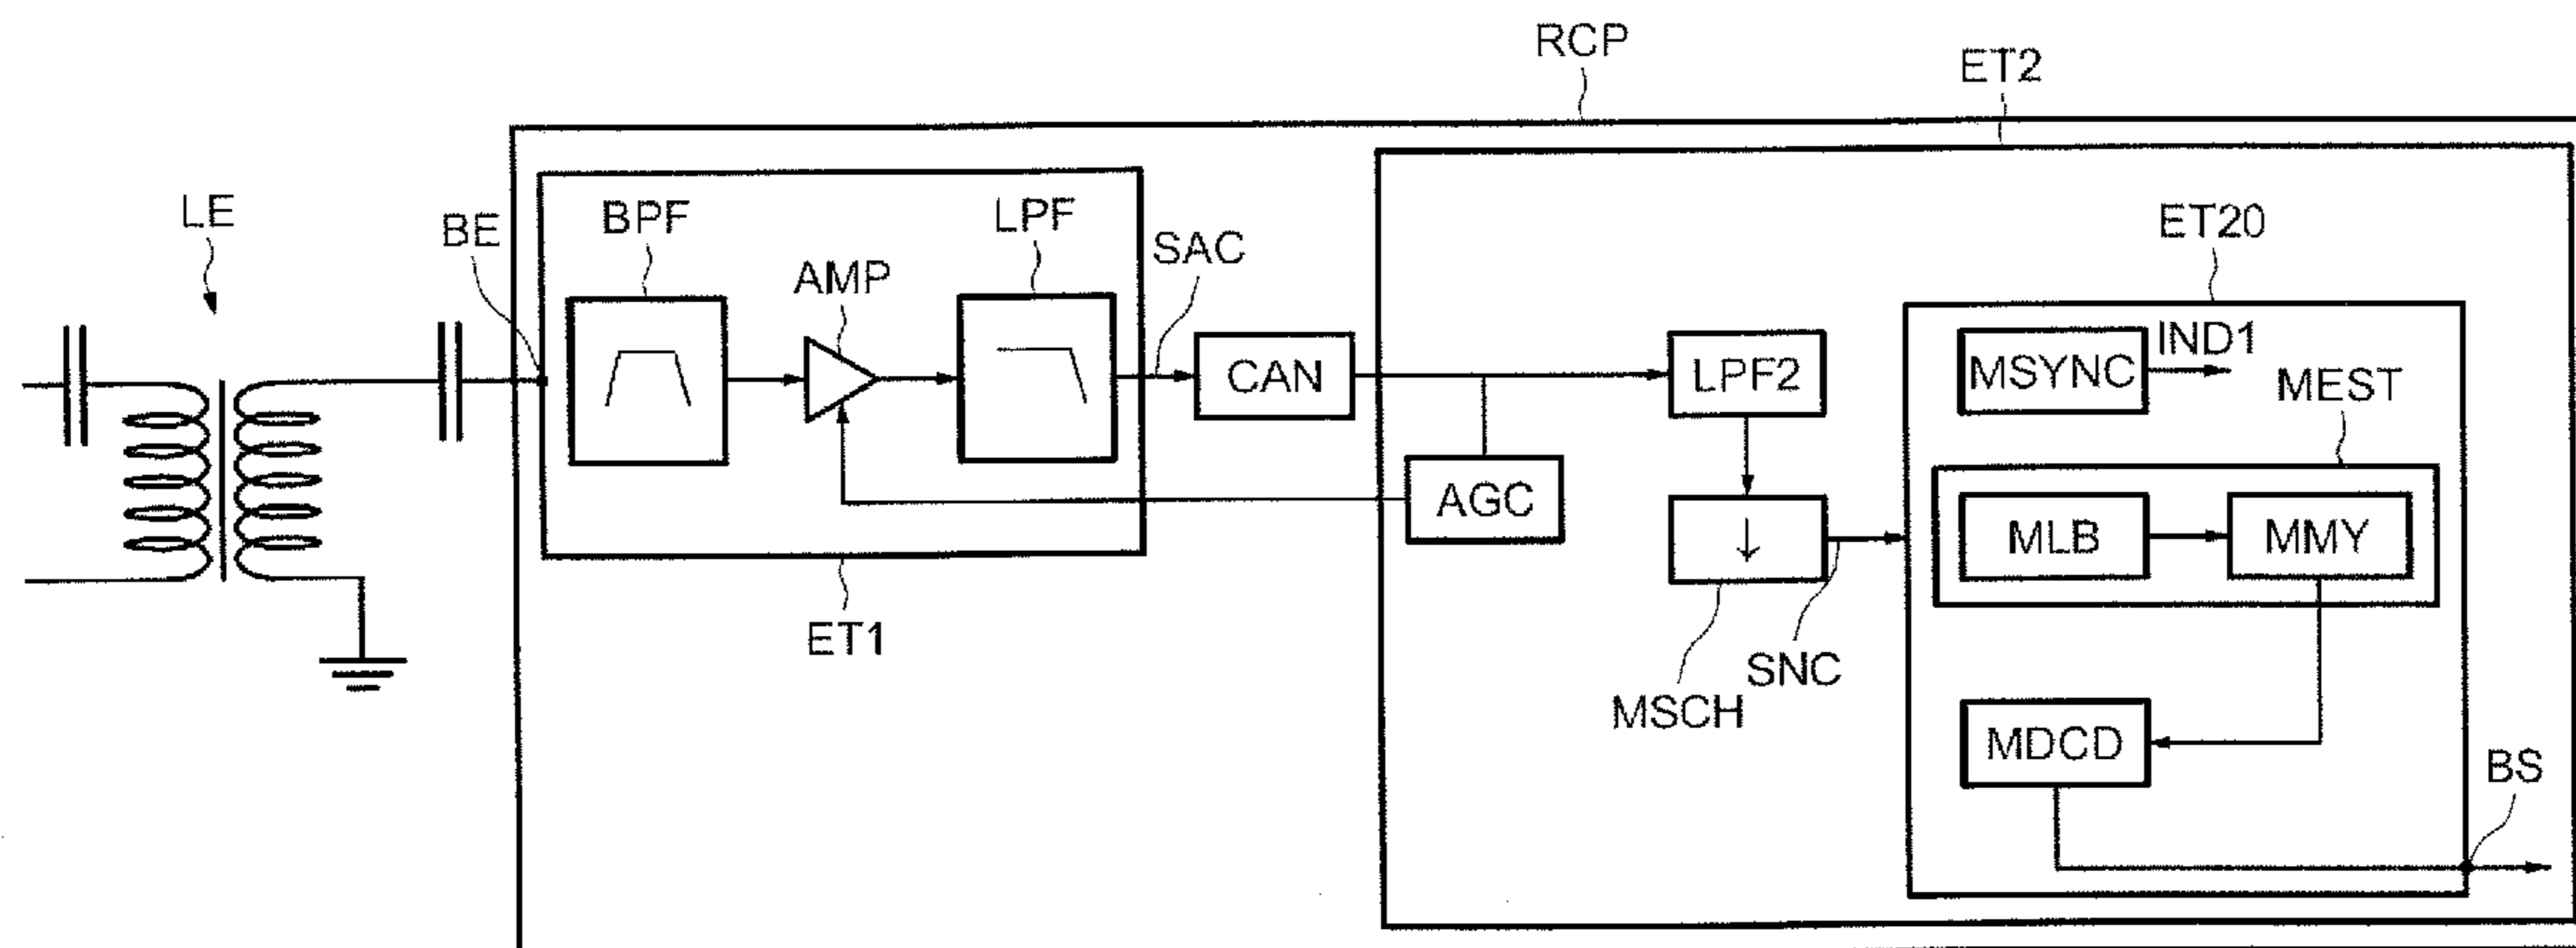 RCP
ET2
LE
BE
BPF
AMP
LPF
SAC
ET20
CAN
LPF2
MSYNC
IND1
MEST
AGC
MLB
MMY
ET1
MSCH
SNC
MDCD
BS